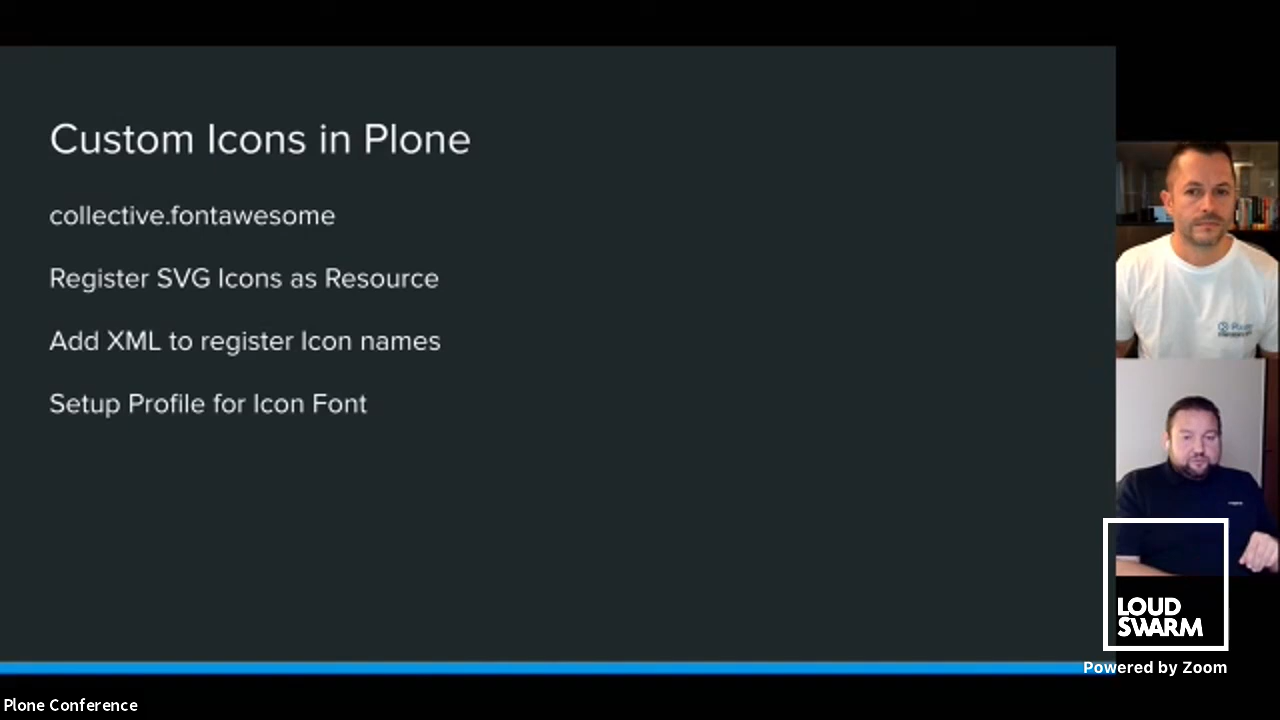 Custom Icons in Plone
collective.fontawesome
Register SVG Icons as Resource
Add XML to register Icon names
Setup Profile for Icon Font
LOUD
SWARM
Powered by Zoom
Plone Conference